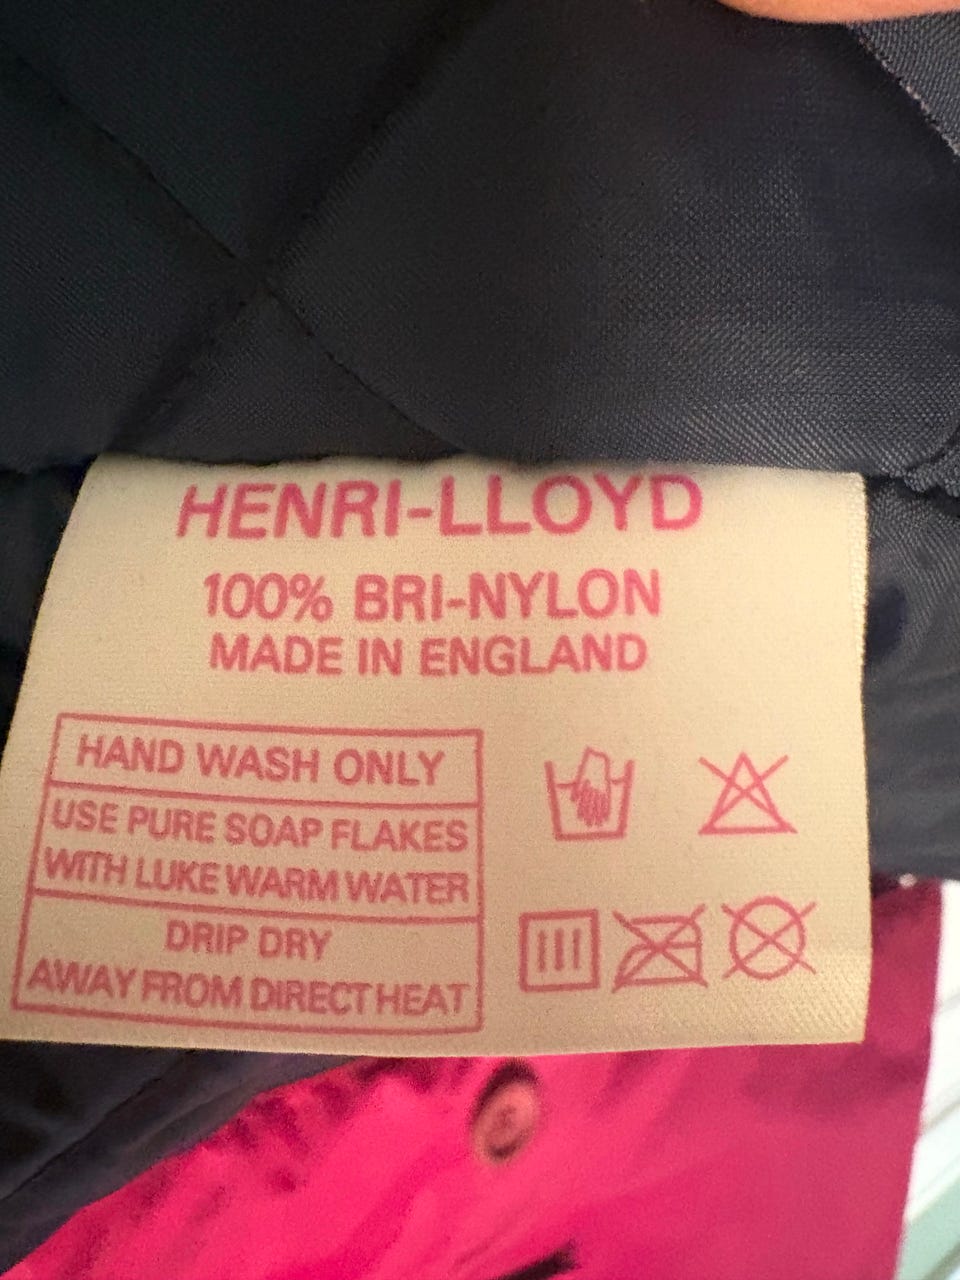 HENRI-LLOYD
100% BRI-NYLON
MADE IN ENGLAND
HAND WASH ONLY
USE PURE SOAP FLAKES
WITH LUKE WARM WATER
DRIP DRY
AWAY FROM DIRECT HEAT